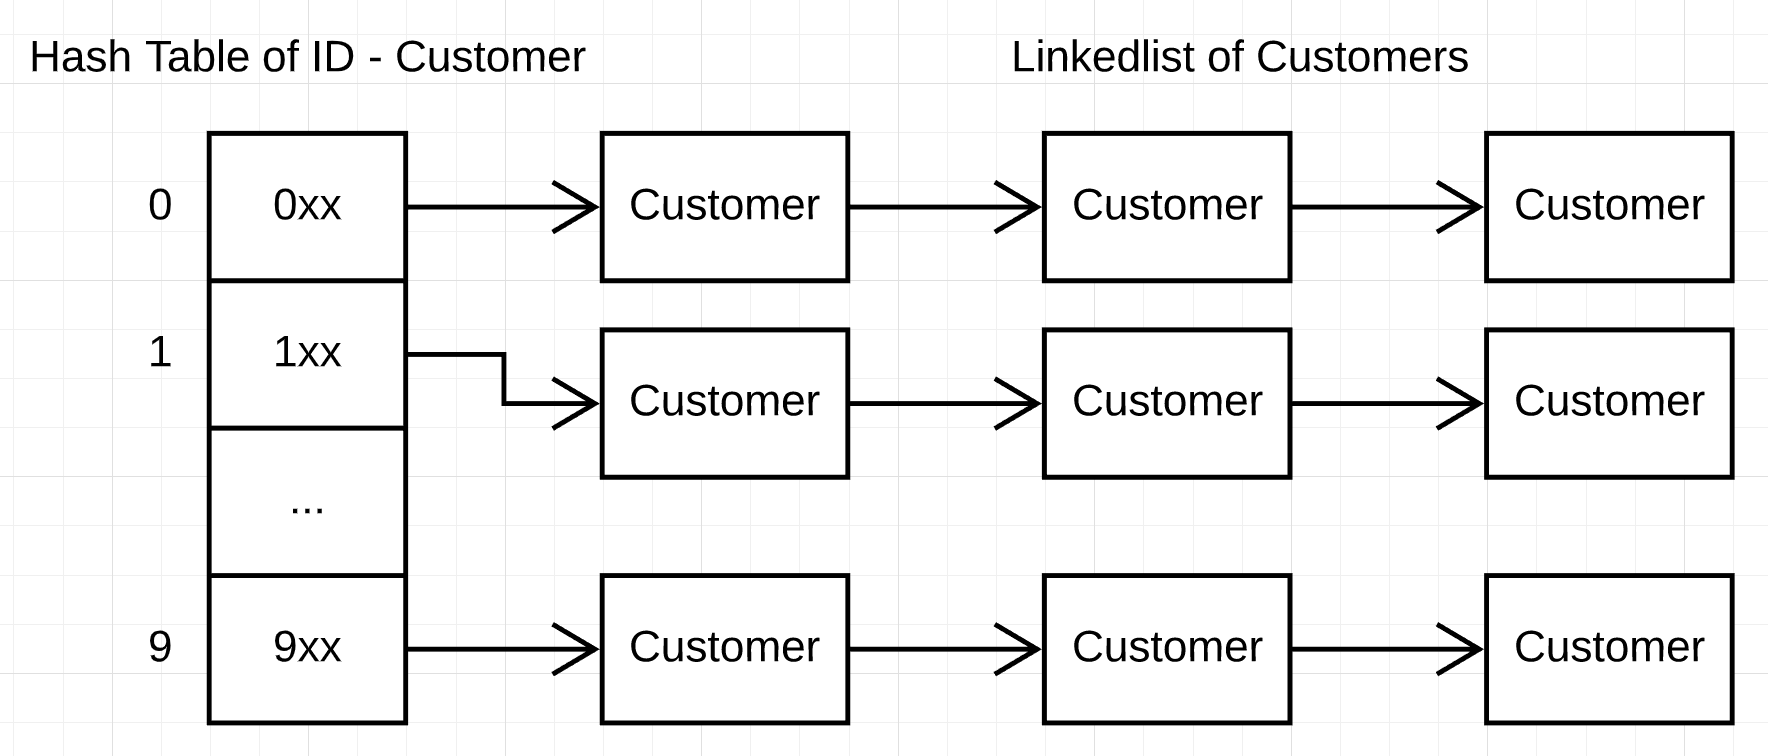 Hash Table of ID - Customer
Linkedlist of Customers
0 0xx Customer Customer Customer
1 1xx Customer Customer Customer
...
9 9xx Customer Customer Customer